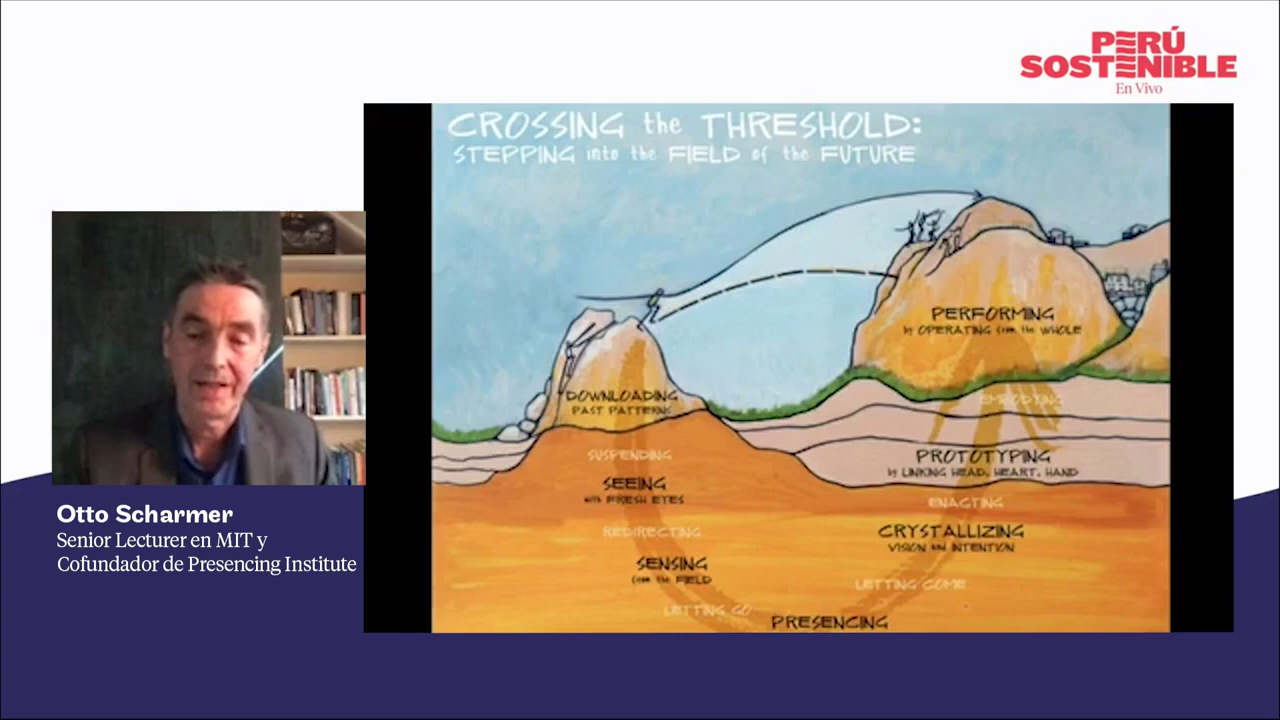 PERÚ
SOSTENIBLE
En Vivo
CROSSING the THRESHOLD:
STEPPING into the FIELD of the FUTURE
PERFORMING
by OPERATING from the WHOLE
DOWNLOADING
PAST PATTERNS
EMBODYING
SUSPENDING
PROTOTYPING
by LINKING HEAD, HEART, HAND
SEEING
with FRESH EYES
ENACTING
REDIRECTING
CRYSTALLIZING
VISION and INTENTION
SENSING
from the FIELD
LETTING COME
LETTING GO
PRESENCING
Otto Scharmer
Senior Lecturer en MIT y
Cofundador de Presencing Institute